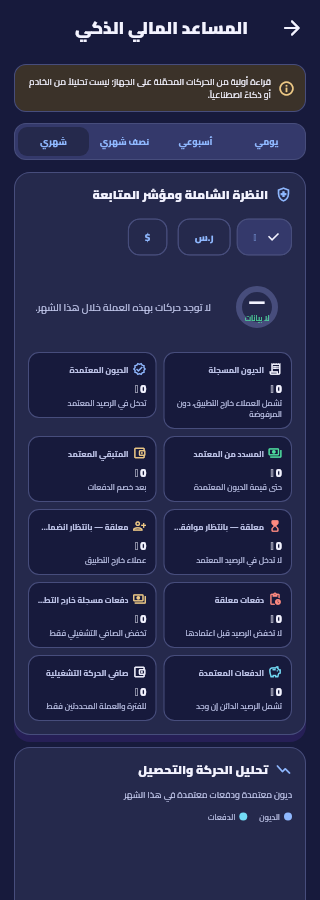 المساعد المالي الذكي
قراءة أولية من الحركات المحمّلة على الجهاز؛ ليست تحليلًا من الخادم
أو ذكاءً اصطناعياً.
يومي
أسبوعي
نصف شهري
شهري
النظرة الشاملة ومؤشر المتابعة
ر.س
$
—
لا بيانات
لا توجد حركات بهذه العملة خلال هذا الشهر.
الديون المسجلة
0
تشمل العملاء خارج التطبيق، دون
المرفوضة
الديون المعتمدة
0
تدخل في الرصيد المعتمد
المسدد من المعتمد
0
حتى قيمة الديون المعتمدة
المتبقي المعتمد
0
بعد خصم الدفعات
معلقة — بانتظار موافق...
0
لا تدخل في الرصيد المعتمد
معلقة — بانتظار انضما...
0
عملاء خارج التطبيق
دفعات معلقة
0
لا تخفض الرصيد قبل اعتمادها
دفعات مسجلة خارج التط...
0
تخفض الصافي التشغيلي فقط
الدفعات المعتمدة
0
تشمل الرصيد الدائن إن وجد
صافي الحركة التشغيلية
0
للفترة والعملة المحددتين فقط
تحليل الحركة والتحصيل
ديون معتمدة ودفعات معتمدة في هذا الشهر
الديون
الدفعات